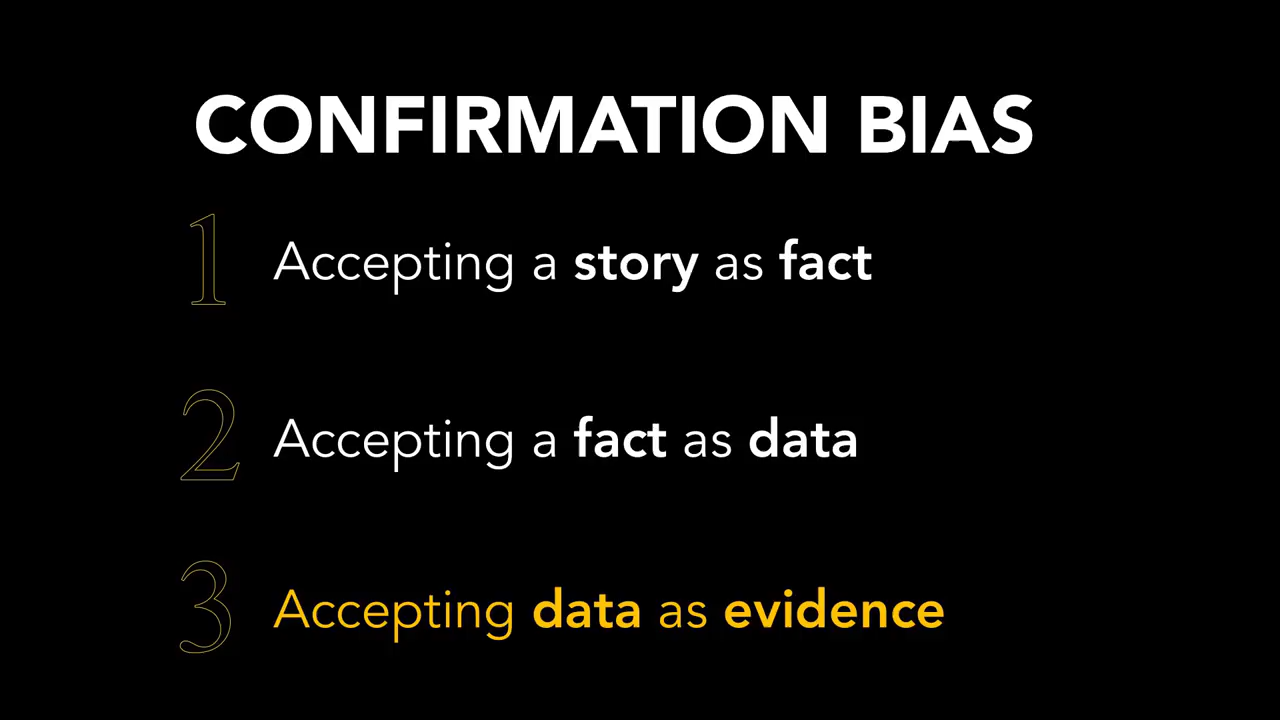 CONFIRMATION BIAS
1 Accepting a story as fact
2 Accepting a fact as data
3 Accepting data as evidence